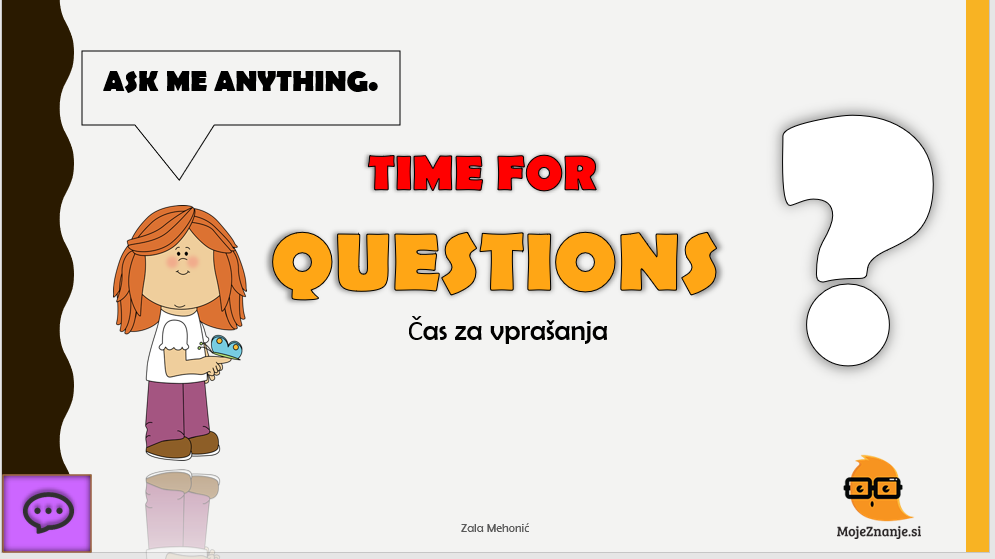 ASK ME ANYTHING.
TIME FOR
QUESTIONS
Čas za vprašanja
Zala Mehonić
MojeZnanje.si